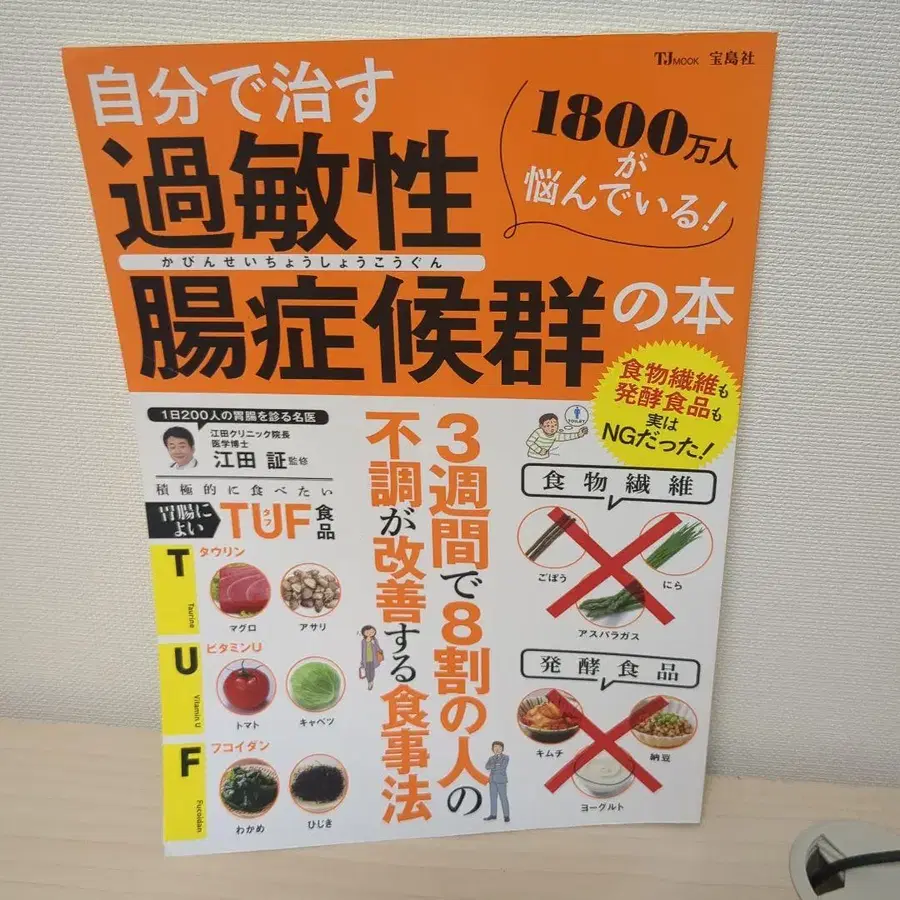 TJ MOOK 宝島社
自分で治す
過敏性
かびんせいちょうしょうこうぐん
腸症候群の本
1800万人
が
悩んでいる!
食物繊維も
発酵食品も
実は
NGだった!
1日200人の胃腸を診る名医
江田クリニック院長
医学博士
江田 証 監修
積極的に食べたい
胃腸によい
TUF食品
タフ
T
Taurine
タウリン
マグロ
アサリ
U
Vitamin U
ビタミンU
トマト
キャベツ
F
Fucoidan
フコイダン
わかめ
ひじき
3週間で8割の人の
不調が改善する食事法
TOILET
食物繊維
ごぼう
にら
アスパラガス
発酵食品
キムチ
納豆
ヨーグルト